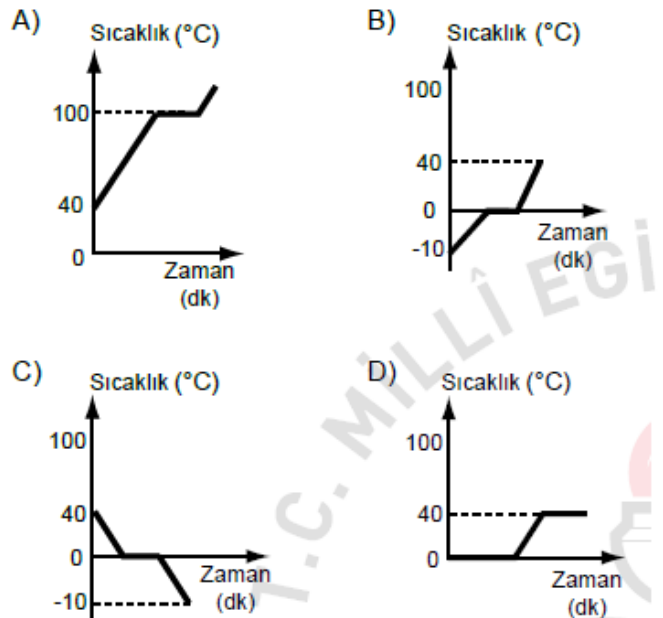 A)
Sıcaklık (°C)
100
40
0
Zaman
(dk)
B)
Sıcaklık (°C)
100
40
0
-10
Zaman
(dk)
C)
Sıcaklık (°C)
100
40
0
-10
Zaman
(dk)
D)
Sıcaklık (°C)
100
40
0
Zaman
(dk)
T.C. MİLLÎ EĞİ